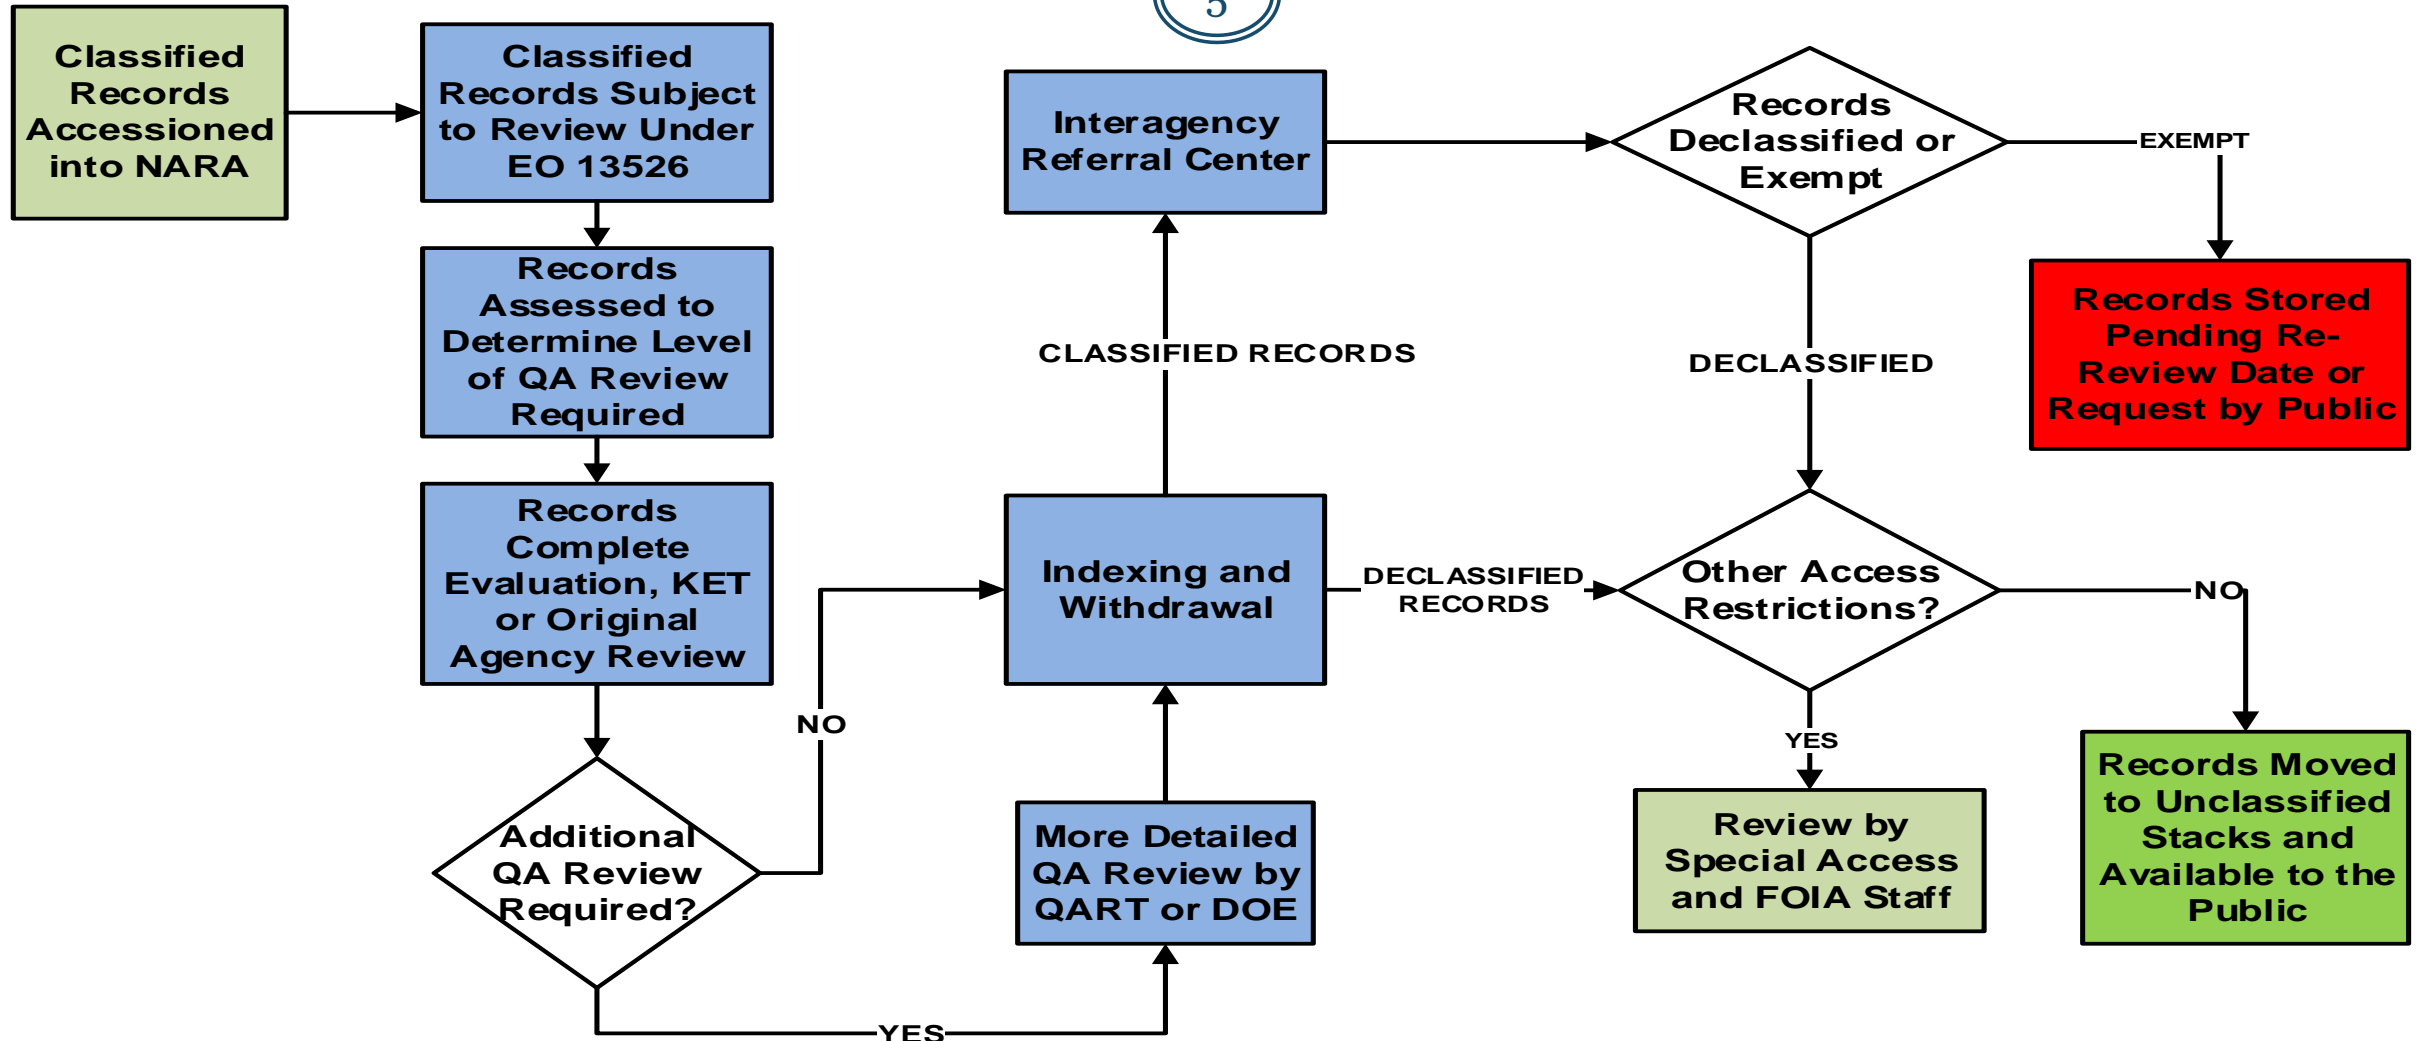 5
Classified
Records
Accessioned
into NARA
Classified
Records Subject
to Review Under
EO 13526
Records
Assessed to
Determine Level
of QA Review
Required
Records
Complete
Evaluation, KET
or Original
Agency Review
Additional
QA Review
Required?
NO
YES
More Detailed
QA Review by
QART or DOE
Indexing and
Withdrawal
CLASSIFIED RECORDS
Interagency
Referral Center
DECLASSIFIED
RECORDS
Records
Declassified or
Exempt
EXEMPT
Records Stored
Pending Re-
Review Date or
Request by Public
DECLASSIFIED
Other Access
Restrictions?
NO
YES
Review by
Special Access
and FOIA Staff
Records Moved
to Unclassified
Stacks and
Available to the
Public